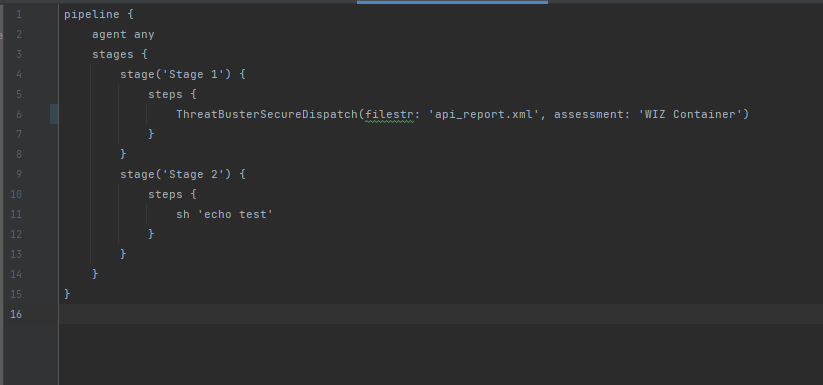 1 pipeline {
2     agent any
3     stages {
4         stage('Stage 1') {
5             steps {
6                 ThreatBusterSecureDispatch(filestr: 'api_report.xml', assessment: 'WIZ Container')
7             }
8         }
9         stage('Stage 2') {
10             steps {
11                 sh 'echo test'
12             }
13         }
14     }
15 }
16